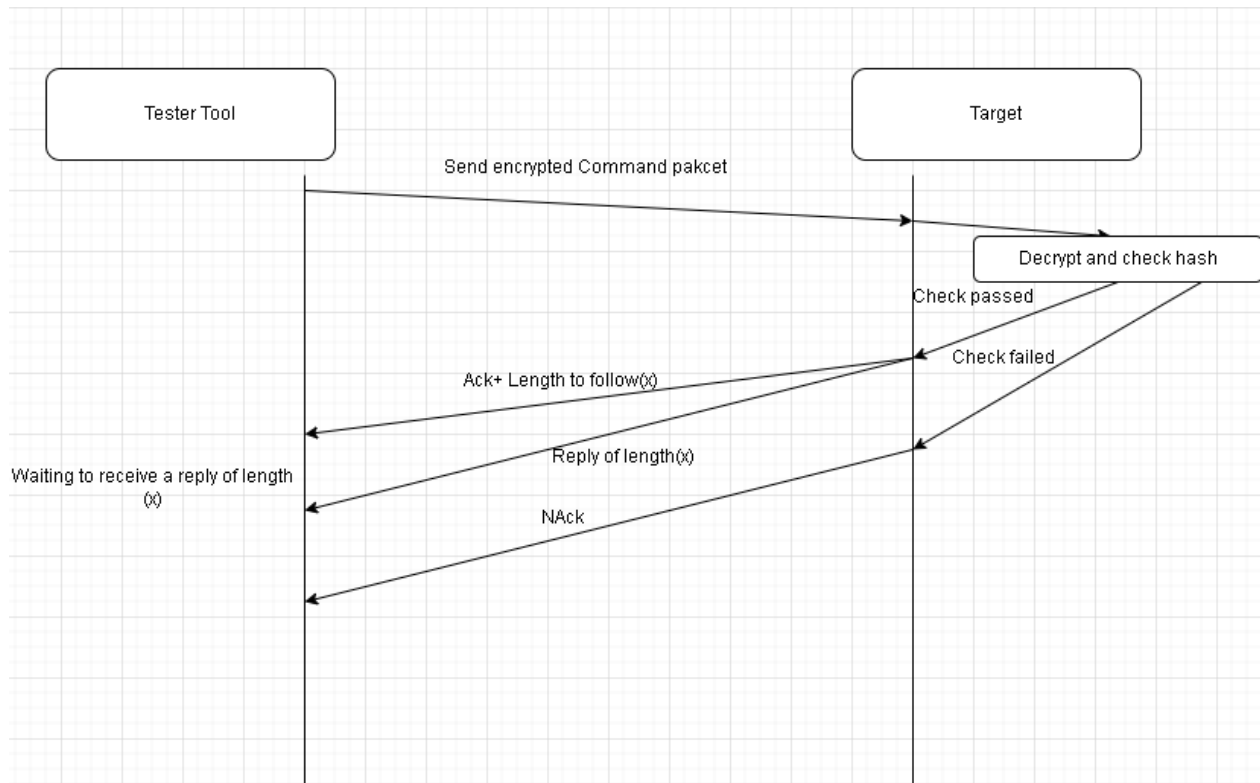 Tester Tool
Target
Send encrypted Command pakcet
Decrypt and check hash
Check passed
Check failed
Ack+ Length to follow(x)
Reply of length(x)
Waiting to receive a reply of length
(x)
NAck